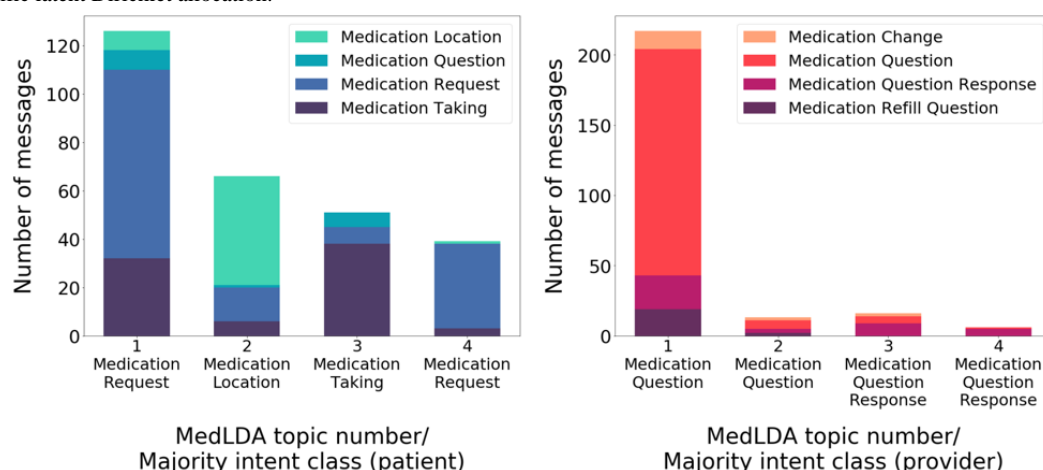 Medication Location
Medication Question
Medication Request
Medication Taking
Number of messages
120
100
80
60
40
20
0
1
Medication
Request
2
Medication
Location
3
Medication
Taking
4
Medication
Request
MedLDA topic number/
Majority intent class (patient)
Medication Change
Medication Question
Medication Question Response
Medication Refill Question
Number of messages
200
150
100
50
0
1
Medication
Question
2
Medication
Question
3
Medication
Question
Response
4
Medication
Question
Response
MedLDA topic number/
Majority intent class (provider)